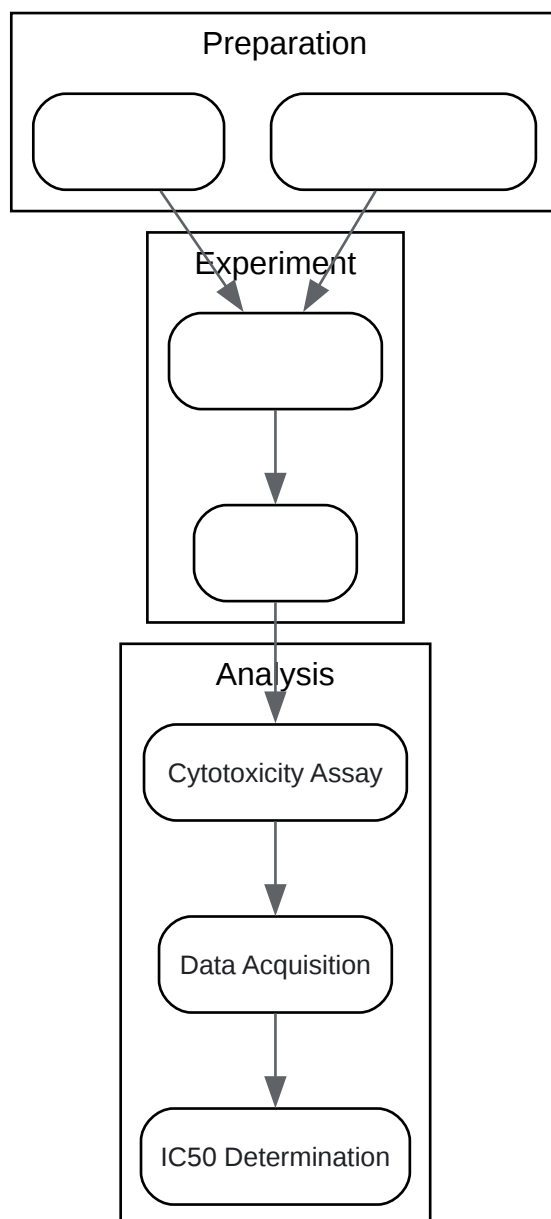 Preparation
Experiment
Analysis
Cytotoxicity Assay
Data Acquisition
IC50 Determination